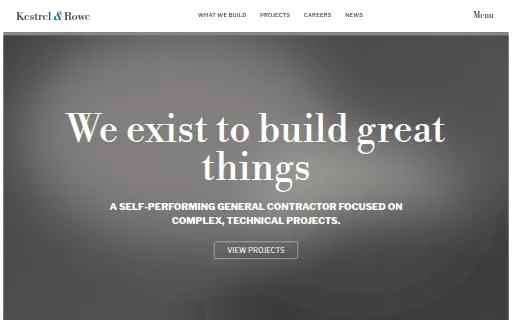 Kestrel & Rowe
WHAT WE BUILD PROJECTS CAREERS NEWS
Menu
We exist to build great
things
A SELF-PERFORMING GENERAL CONTRACTOR FOCUSED ON
COMPLEX, TECHNICAL PROJECTS.
VIEW PROJECTS